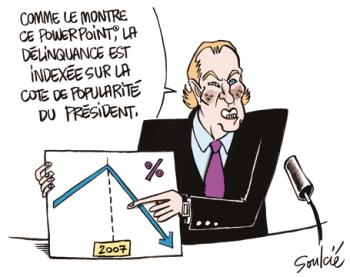 COMME LE MONTRE
CE POWERPOINT®, LA
DÉLINQUANCE EST
INDEXÉE SUR LA
COTE DE POPULARITÉ
DU PRÉSIDENT.
%
2007
Soulcié